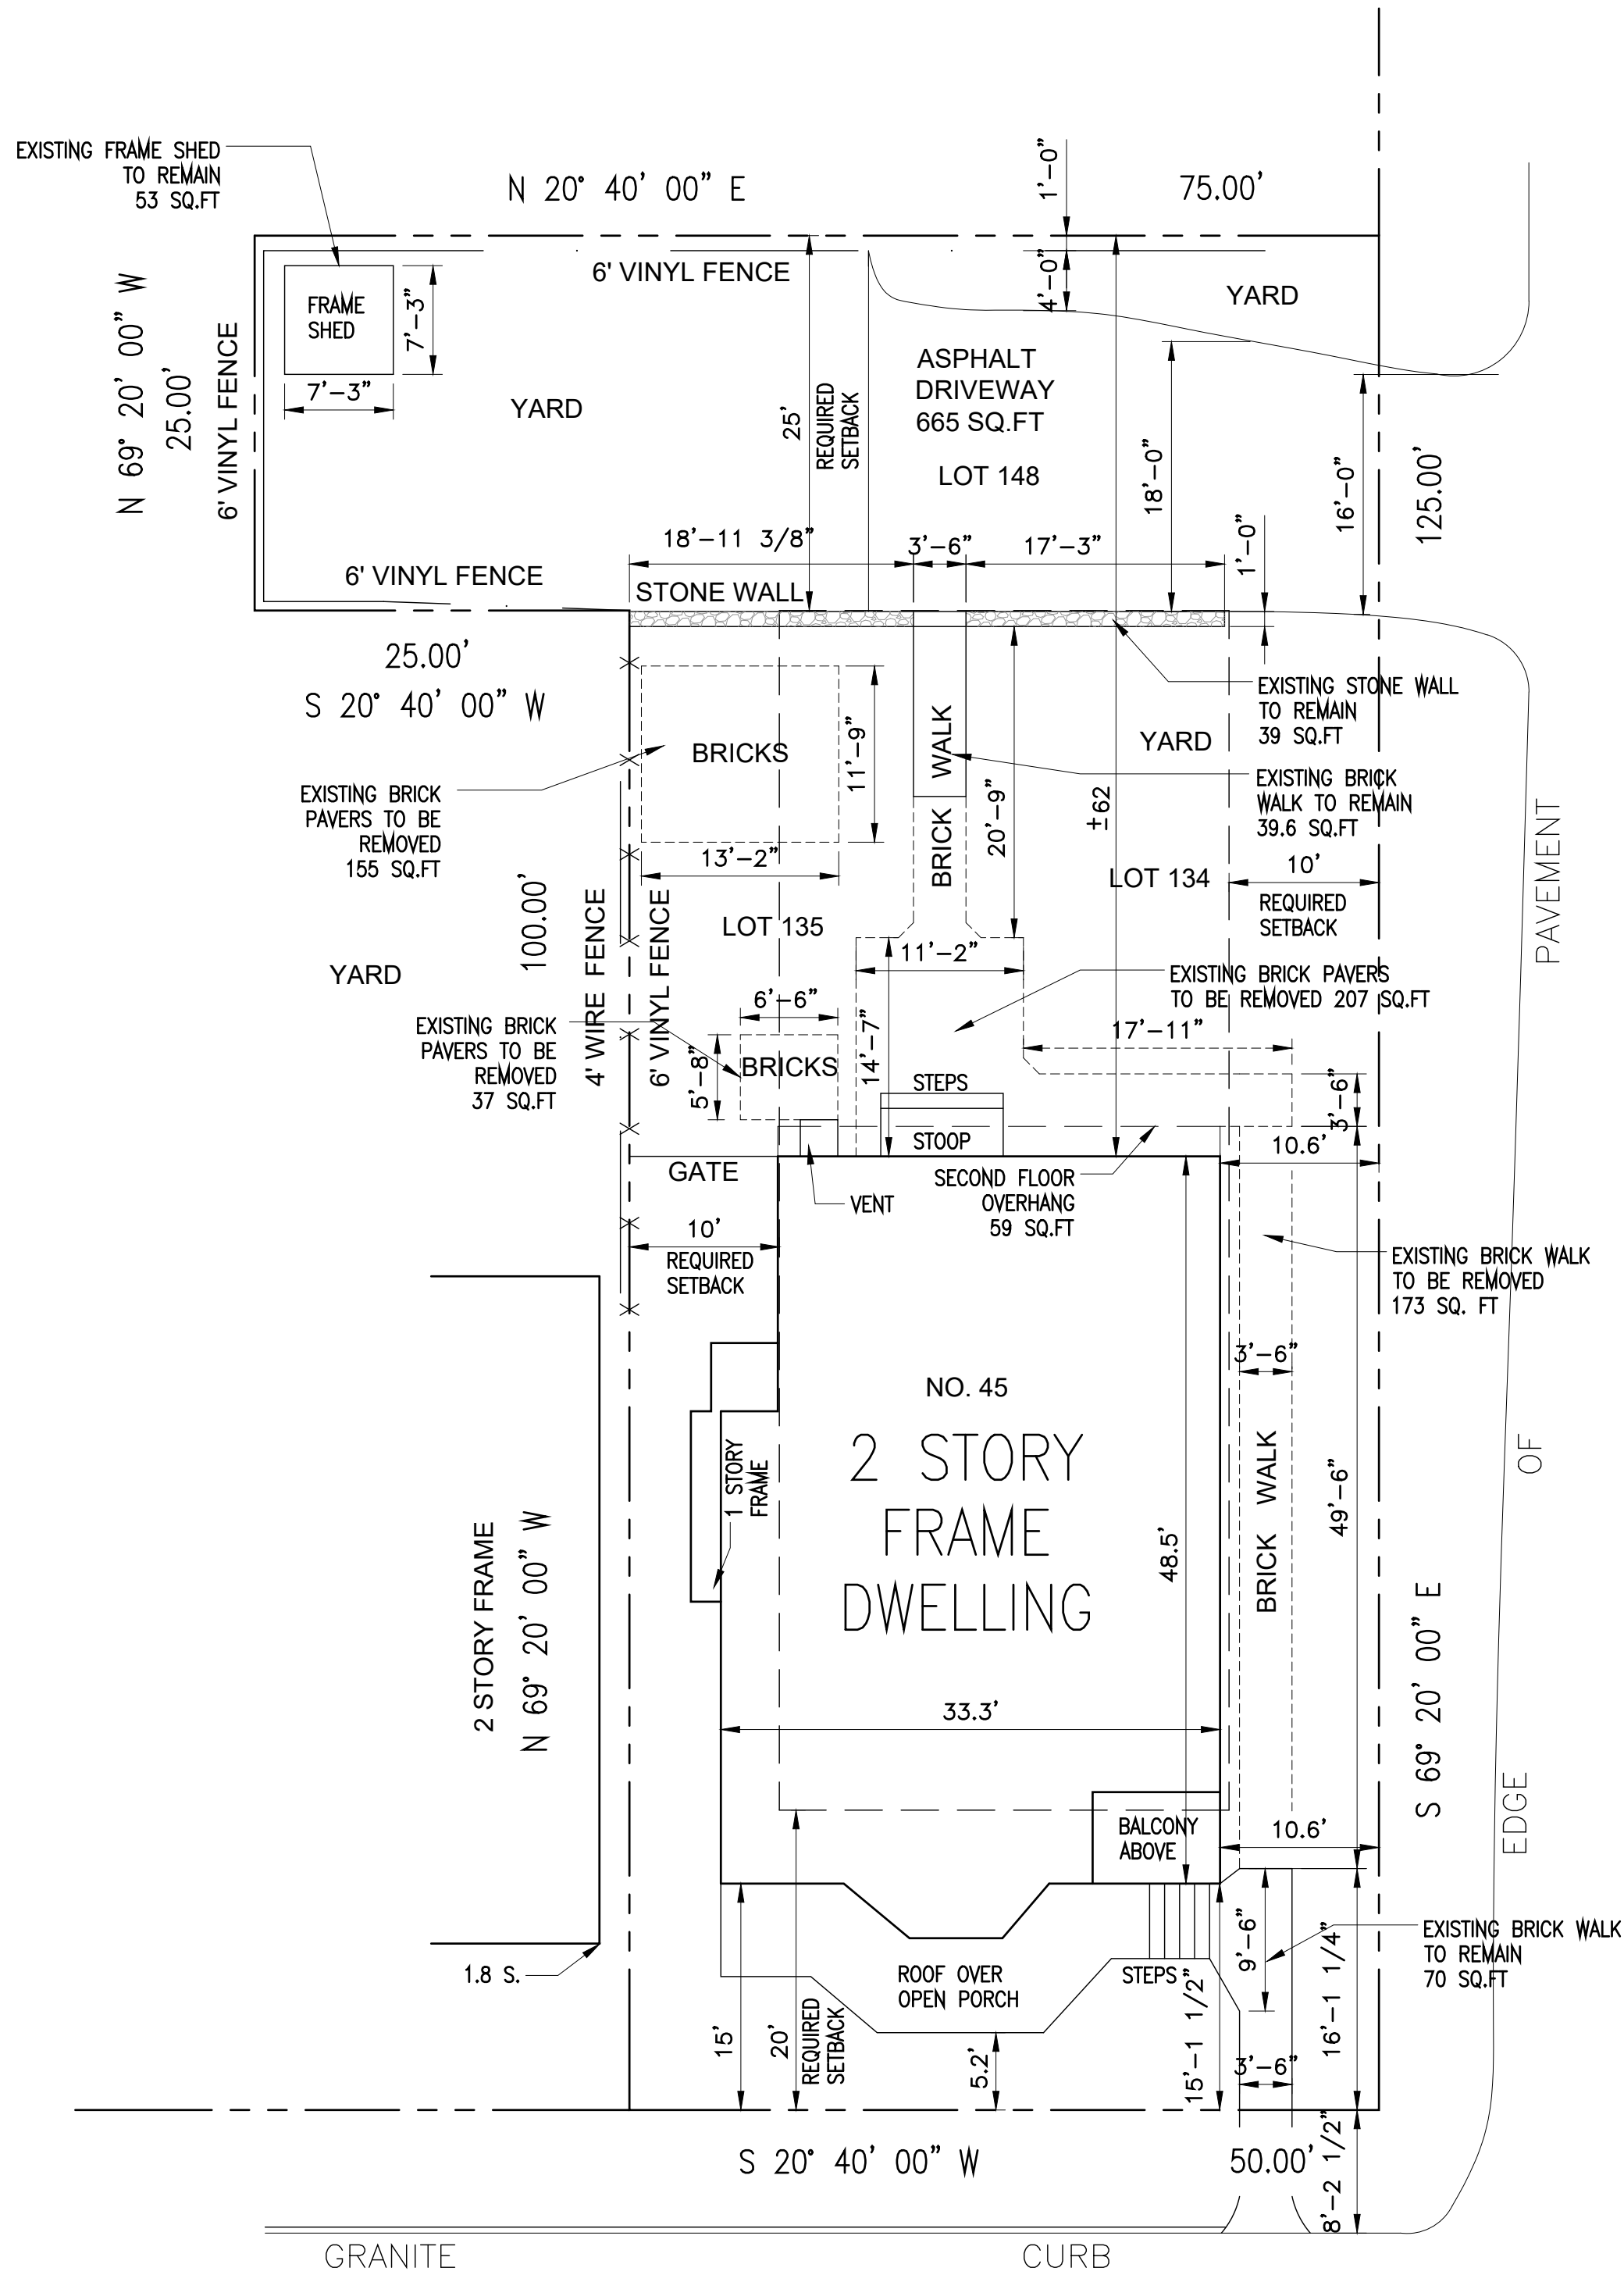 EXISTING FRAME SHED
TO REMAIN
53 SQ.FT
N 20° 40' 00" E
75.00'
1'-0"
6' VINYL FENCE
4'-0"
YARD
FRAME
SHED
7'-3"
7'-3"
N 69° 20' 00" W
25.00'
6' VINYL FENCE
YARD
25'
REQUIRED
SETBACK
ASPHALT
DRIVEWAY
665 SQ.FT
LOT 148
18'-0"
16'-0"
125.00'
18'-11 3/8"
3'-6"
17'-3"
1'-0"
6' VINYL FENCE
STONE WALL
25.00'
S 20° 40' 00" W
EXISTING STONE WALL
TO REMAIN
39 SQ.FT
BRICKS
11'-9"
13'-2"
BRICK WALK
20'-9"
±62
YARD
EXISTING BRICK
WALK TO REMAIN
39.6 SQ.FT
EXISTING BRICK
PAVERS TO BE
REMOVED
155 SQ.FT
LOT 134
10'
REQUIRED
SETBACK
LOT 135
100.00'
4' WIRE FENCE
6' VINYL FENCE
YARD
11'-2"
EXISTING BRICK PAVERS
TO BE REMOVED 207 SQ.FT
6'-6"
EXISTING BRICK
PAVERS TO BE
REMOVED
37 SQ.FT
5'-8"
BRICKS
14'-7"
17'-11"
STEPS
STOOP
3'-6"
10.6'
GATE
VENT
SECOND FLOOR
OVERHANG
59 SQ.FT
10'
REQUIRED
SETBACK
EXISTING BRICK WALK
TO BE REMOVED
173 SQ. FT
3'-6"
NO. 45
2 STORY
FRAME
DWELLING
1 STORY
FRAME
48.5'
BRICK WALK
49'-6"
2 STORY FRAME
N 69° 20' 00" W
S 69° 20' 00" E
EDGE OF PAVEMENT
33.3'
BALCONY
ABOVE
10.6'
1.8 S.
ROOF OVER
OPEN PORCH
STEPS
9'-6"
EXISTING BRICK WALK
TO REMAIN
70 SQ.FT
15'
20'
REQUIRED
SETBACK
5.2'
15'-1 1/2"
3'-6"
16'-1 1/4"
S 20° 40' 00" W
50.00'
8'-2 1/2"
GRANITE CURB